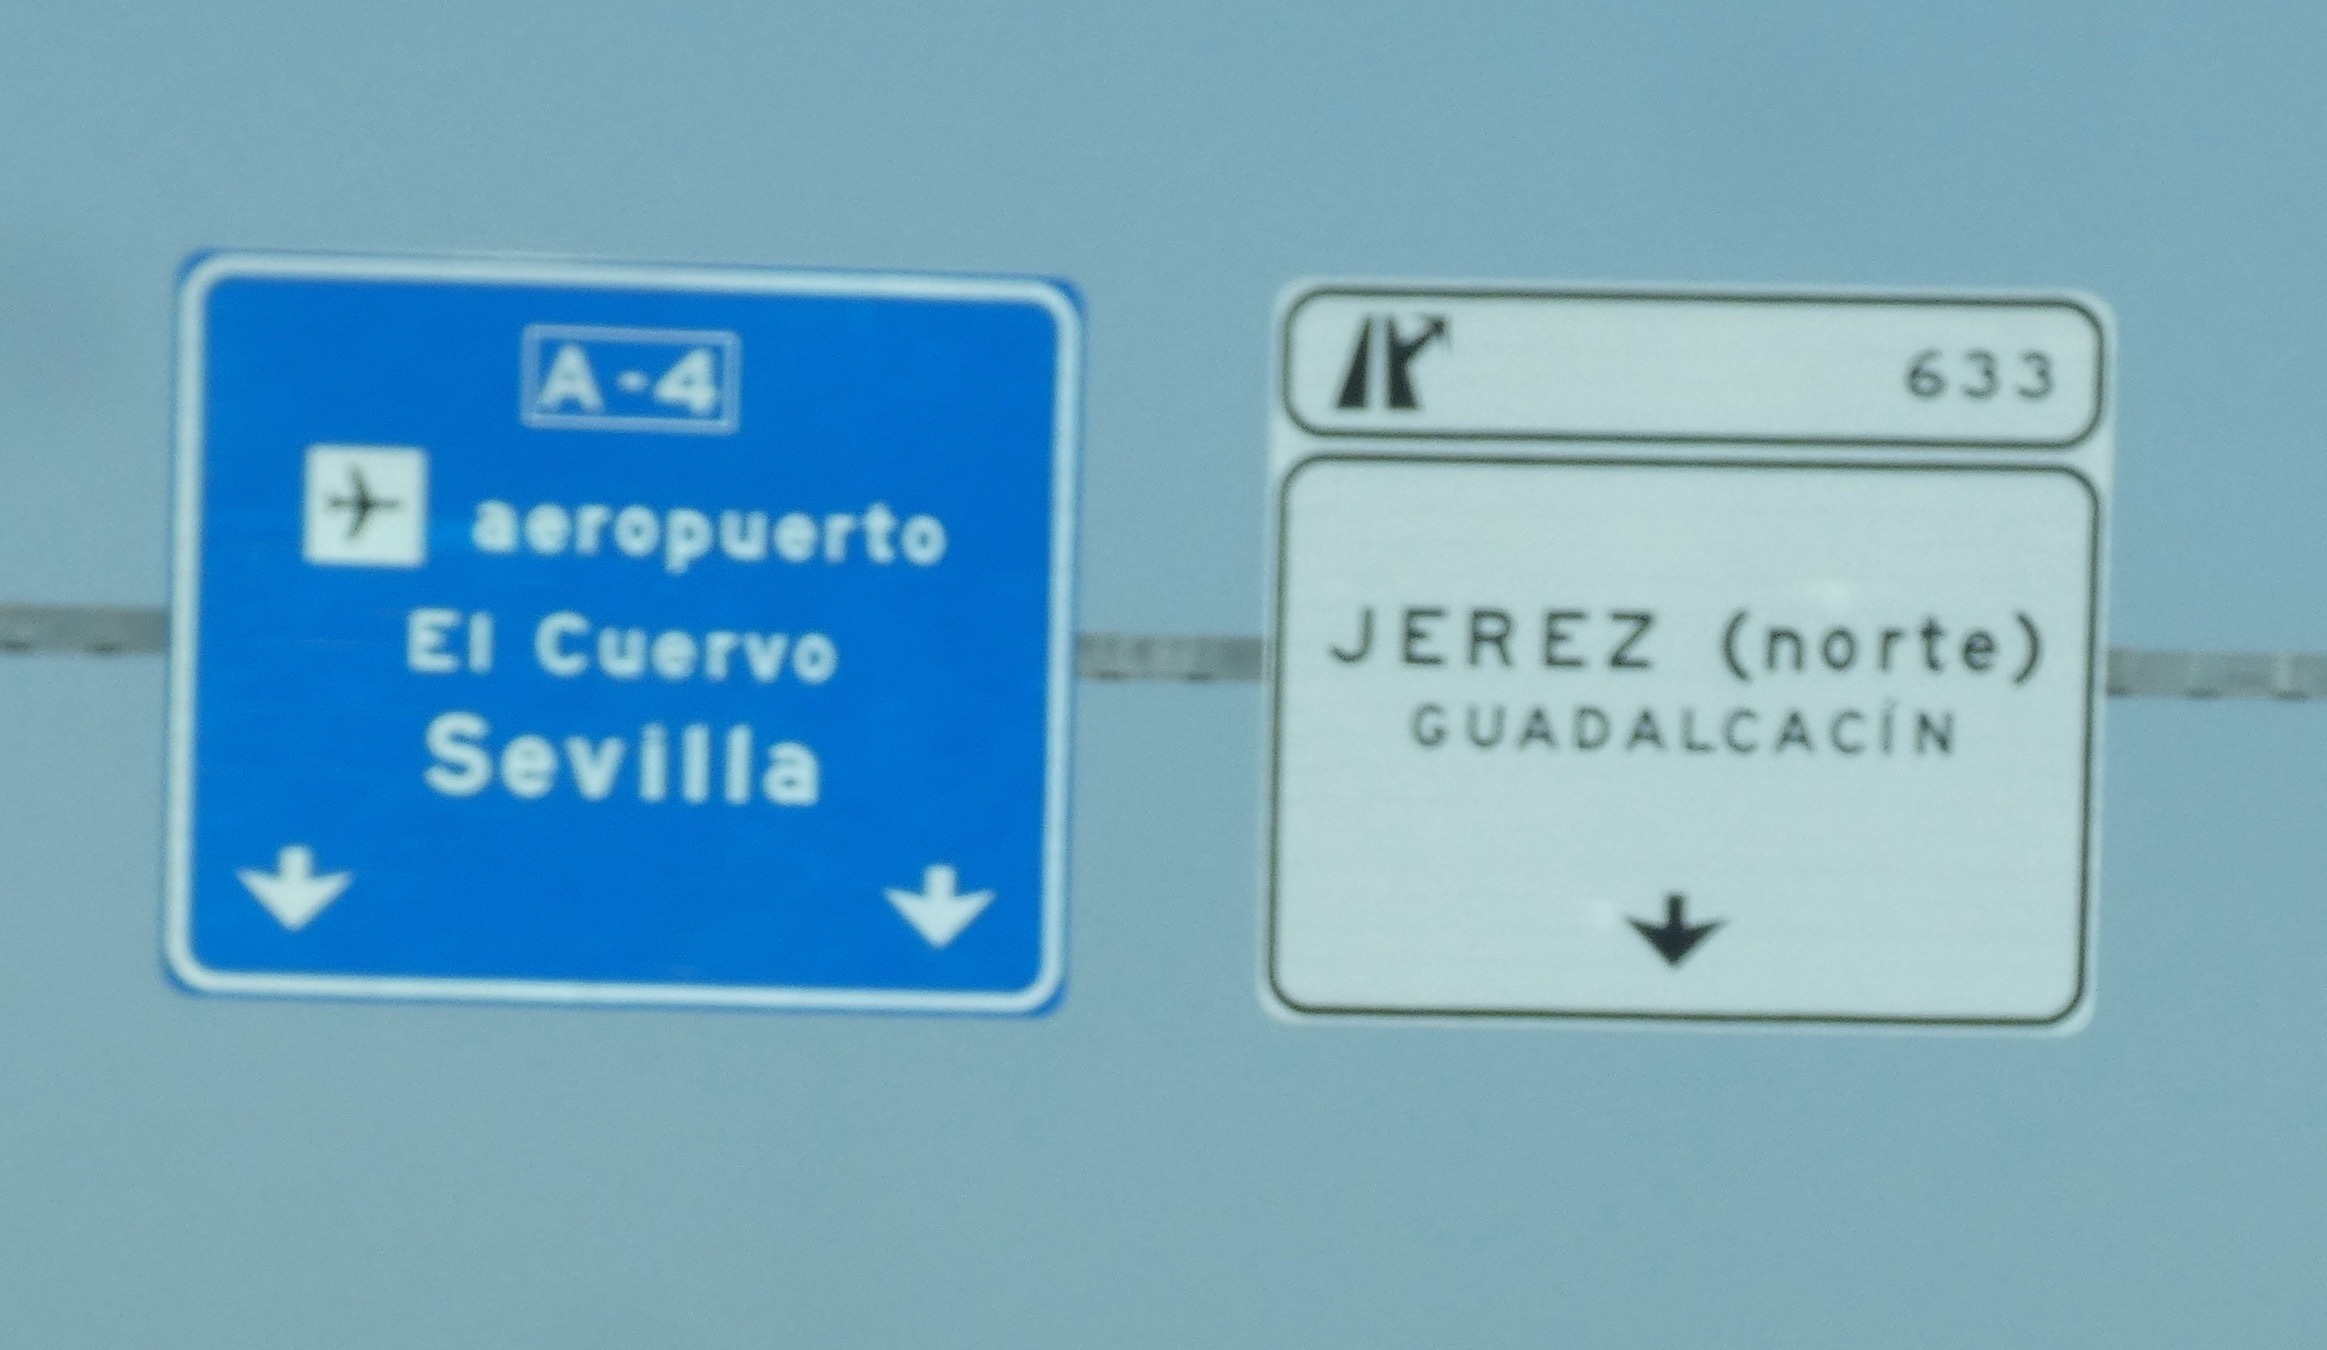 A-4
aeropuerto
El Cuervo
Sevilla
633
JEREZ (norte)
GUADALCACÍN